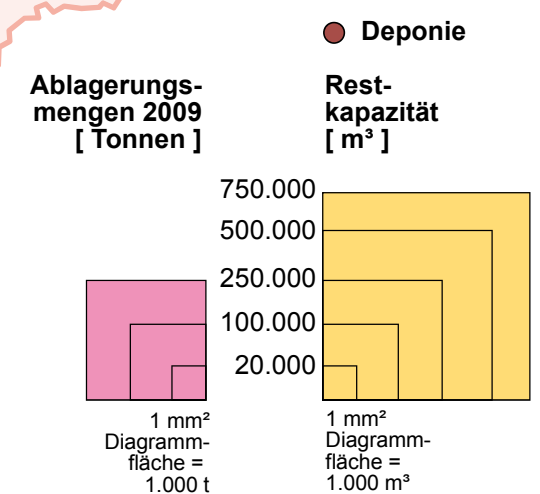 Deponie
Ablagerungs-
mengen 2009
[ Tonnen ]
Rest-
kapazität
[ m³ ]
750.000
500.000
250.000
100.000
20.000
1 mm²
Diagramm-
fläche =
1.000 t
1 mm²
Diagramm-
fläche =
1.000 m³